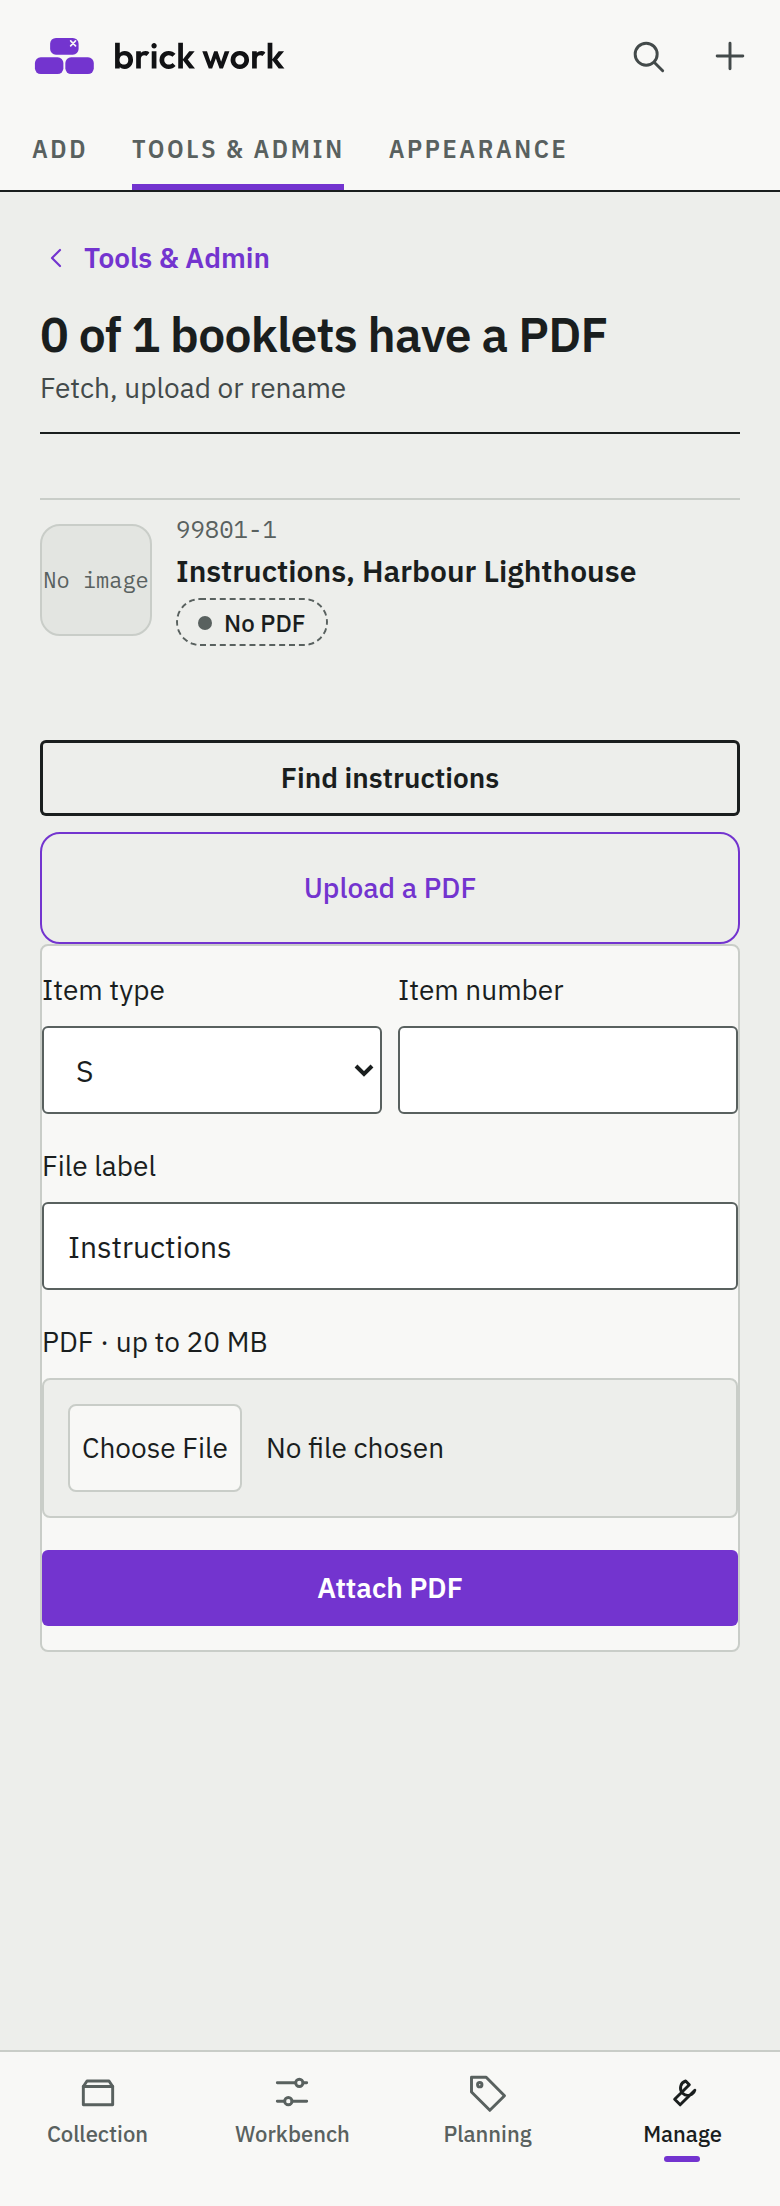 brick work
ADD TOOLS & ADMIN APPEARANCE
Tools & Admin
0 of 1 booklets have a PDF
Fetch, upload or rename
99801-1
No image
Instructions, Harbour Lighthouse
No PDF
Find instructions
Upload a PDF
Item type Item number
S
File label
Instructions
PDF · up to 20 MB
Choose File No file chosen
Attach PDF
Collection Workbench Planning Manage